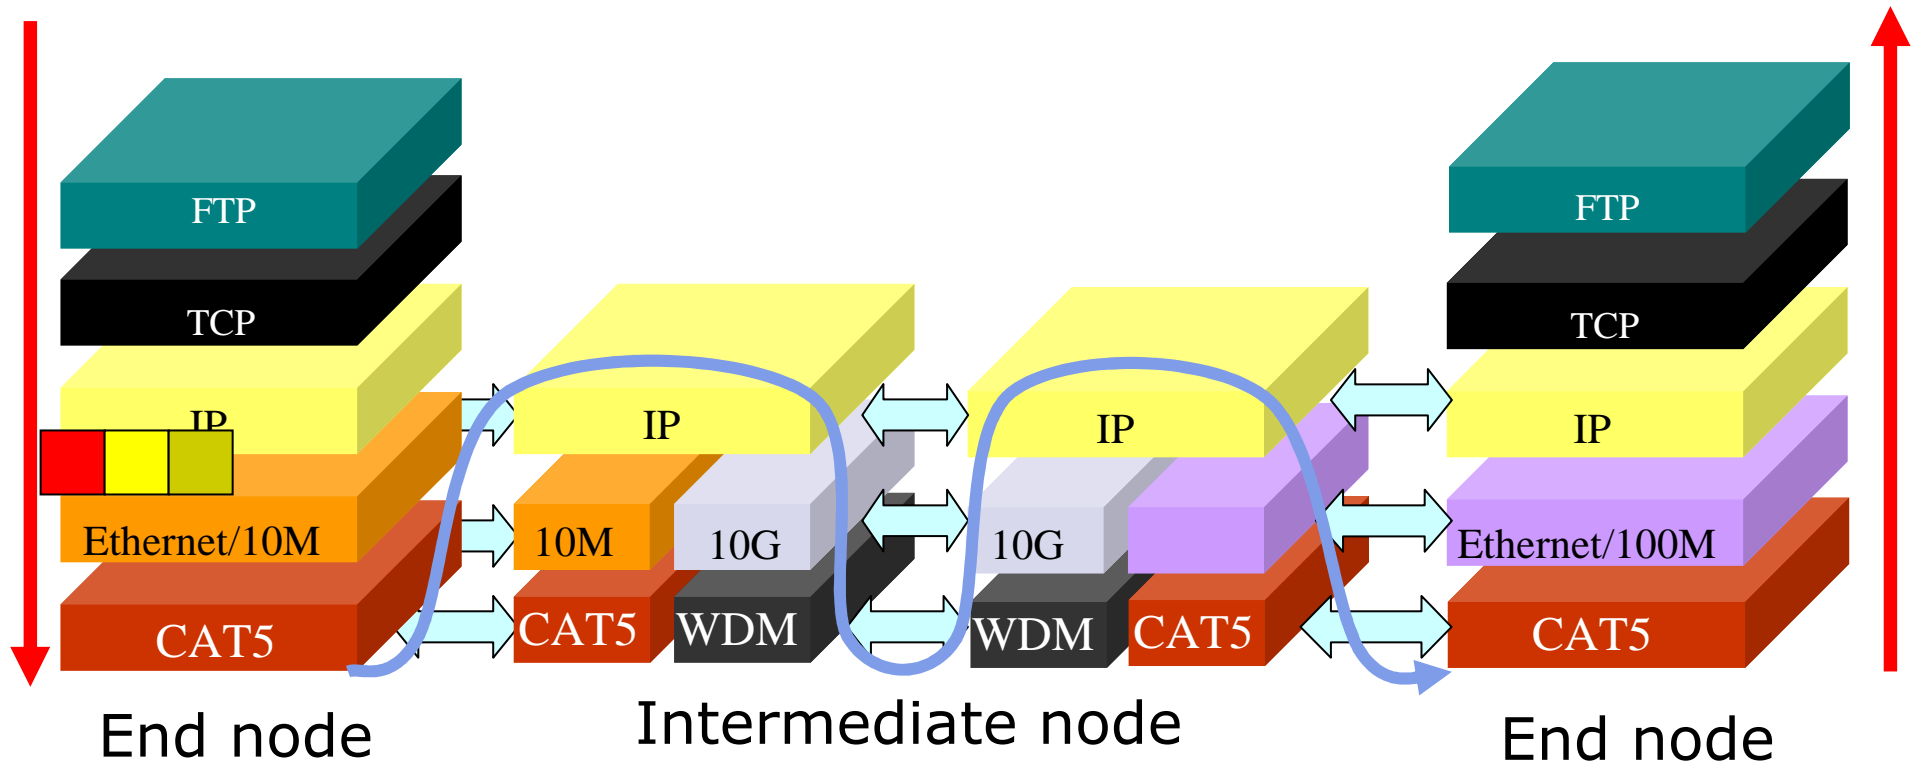 FTP
TCP
IP
Ethernet/10M
CAT5
End node
IP
10M
10G
CAT5
WDM
IP
10G
WDM
CAT5
Intermediate node
FTP
TCP
IP
Ethernet/100M
CAT5
End node